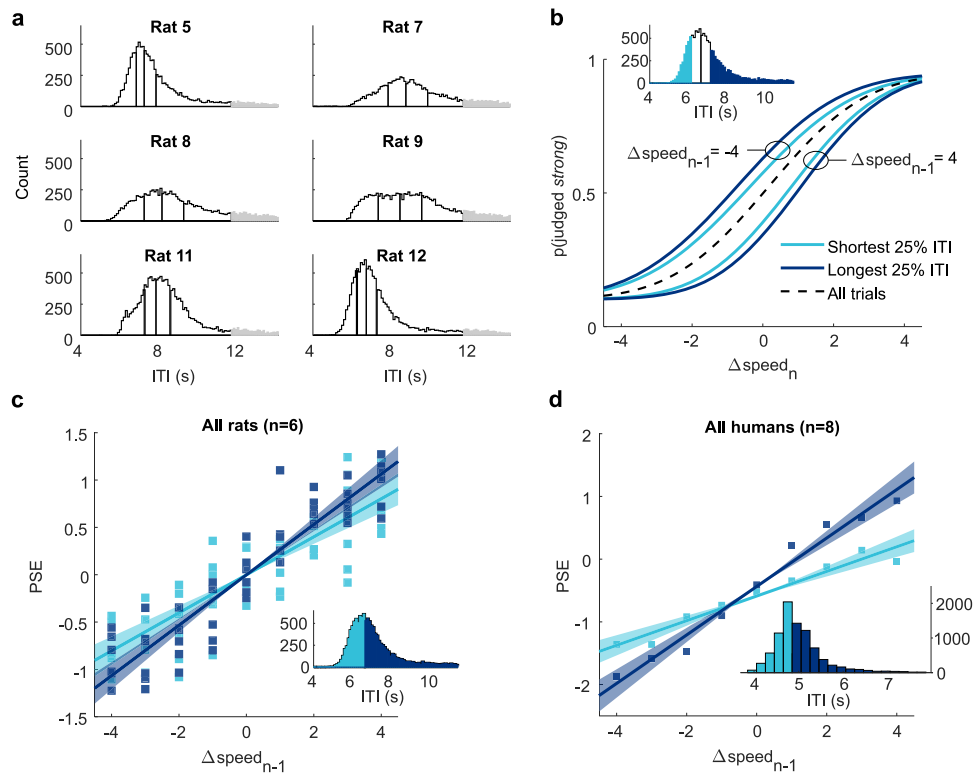 a
Rat 5
Rat 7
500
250
0
Rat 8
Rat 9
Count
500
250
0
Rat 11
Rat 12
500
250
0
4 8 12 16
4 8 12 16
ITI (s)
ITI (s)
b
500
250
0
4 6 8 10
ITI (s)
1
0.5
0
p(judged strong)
Δspeedn-1= -4
Δspeedn-1= 4
Shortest 25% ITI
Longest 25% ITI
All trials
-4 -2 0 2 4
Δspeedn
c
All rats (n=6)
1.5
1
0.5
0
-0.5
-1
-1.5
PSE
500
250
0
4 6 8 10
ITI (s)
-4 -2 0 2 4
Δspeedn-1
d
All humans (n=8)
2
1
0
-1
-2
PSE
2000
1000
0
4 5 6 7
ITI (s)
-4 -2 0 2 4
Δspeedn-1